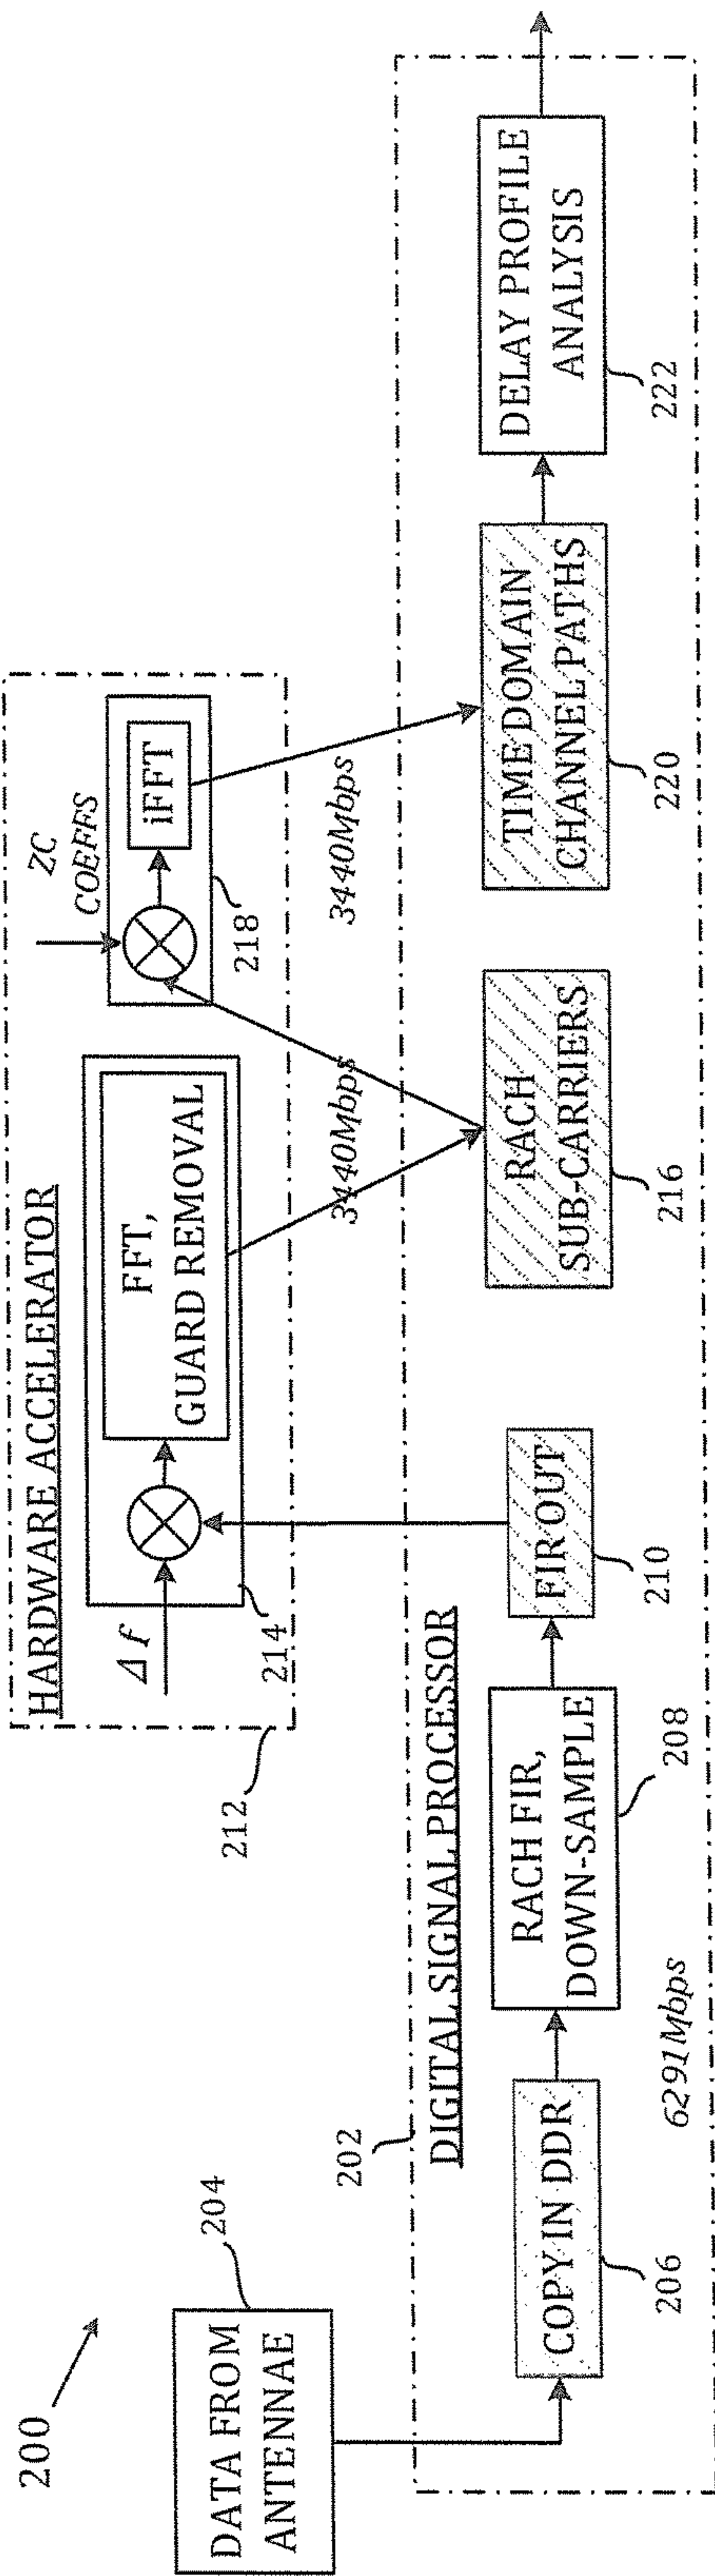 200
DATA FROM
ANTENNAE
204
HARDWARE ACCELERATOR
212
Δf
214
FFT,
GUARD REMOVAL
ZC
COEFFS
iFFT
218
3440Mbps
3440Mbps
202
DIGITAL SIGNAL PROCESSOR
COPY IN DDR
206
6291Mbps
RACH FIR,
DOWN-SAMPLE
208
FIR OUT
210
RACH
SUB-CARRIERS
216
TIME DOMAIN
CHANNEL PATHS
220
DELAY PROFILE
ANALYSIS
222